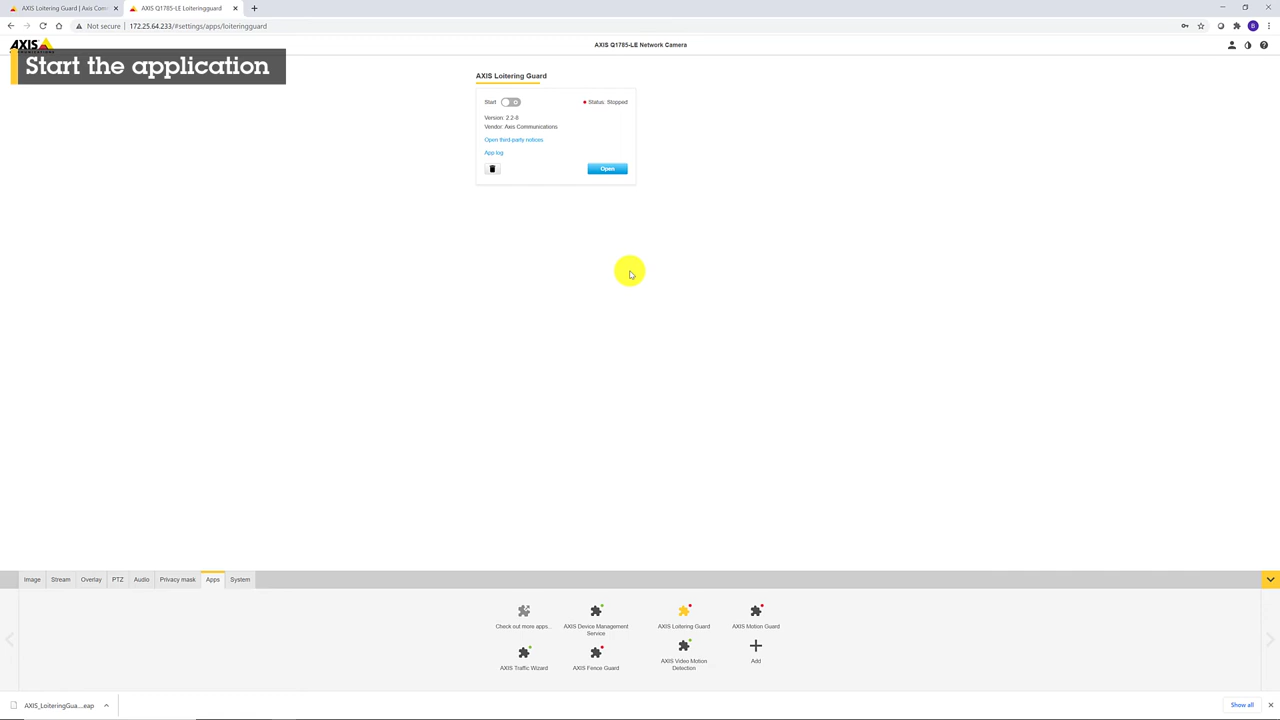 AXIS Loitering Guard | Axis Com
AXIS Q1785-LE Loiteringguard
Not secure
172.25.64.233/#settings/apps/loiteringguard
B
AXIS
AXIS Q1785-LE Network Camera
Start the application
AXIS Loitering Guard
Start
Status: Stopped
Version: 2.2-8
Vendor: Axis Communications
Open third-party notices
App log
Open
Image
Stream
Overlay
PTZ
Audio
Privacy mask
Apps
System
Check out more apps...
AXIS Device Management
Service
AXIS Loitering Guard
AXIS Motion Guard
AXIS Traffic Wizard
AXIS Fence Guard
AXIS Video Motion
Detection
Add
AXIS_LoiteringGua....eap
Show all